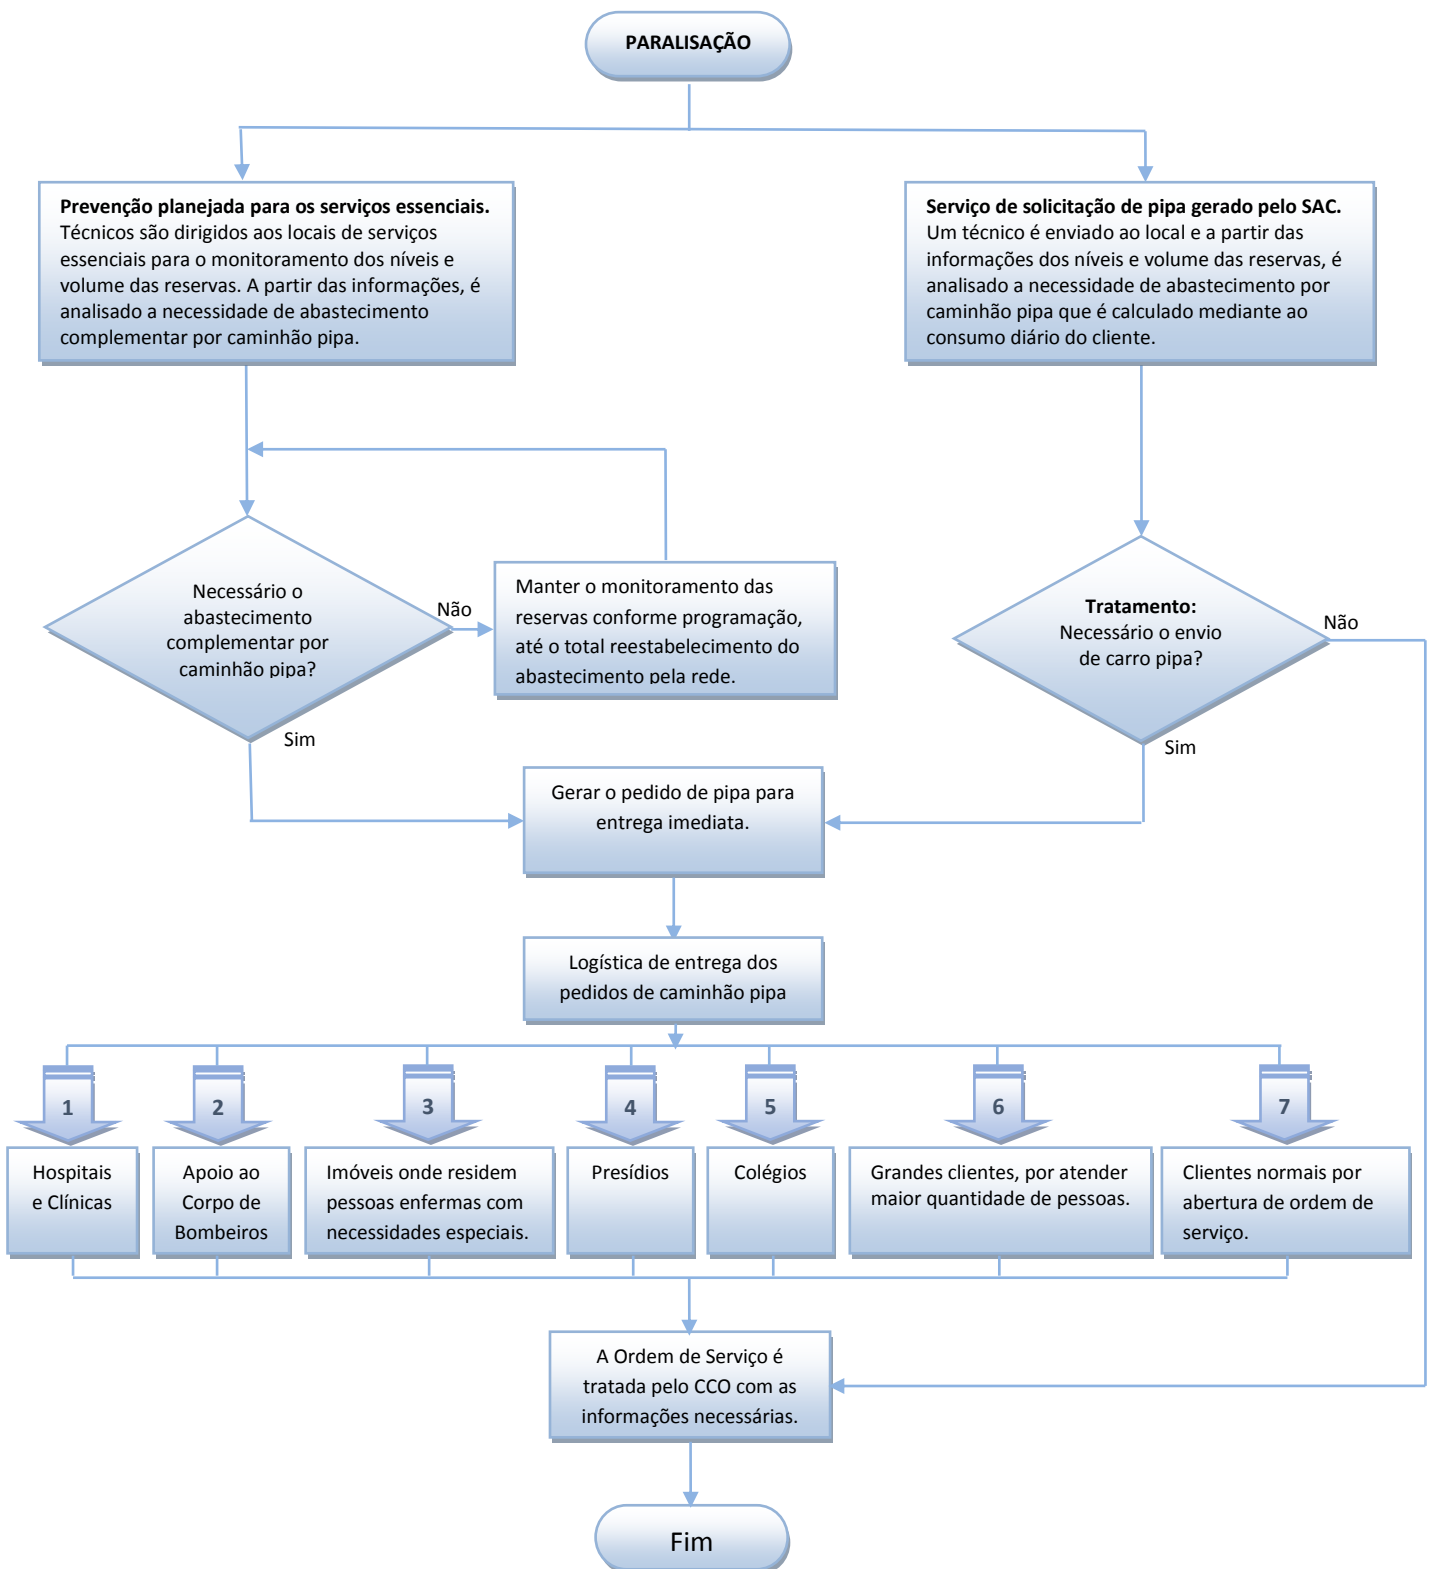 PARALISAÇÃO
Prevenção planejada para os serviços essenciais.
Técnicos são dirigidos aos locais de serviços
essenciais para o monitoramento dos níveis e
volume das reservas. A partir das informações, é
analisado a necessidade de abastecimento
complementar por caminhão pipa.
Serviço de solicitação de pipa gerado pelo SAC.
Um técnico é enviado ao local e a partir das
informações dos níveis e volume das reservas, é
analisado a necessidade de abastecimento por
caminhão pipa que é calculado mediante ao
consumo diário do cliente.
Necessário o
abastecimento
complementar por
caminhão pipa?
Não
Manter o monitoramento das
reservas conforme programação,
até o total reestabelecimento do
abastecimento pela rede.
Tratamento:
Necessário o envio
de carro pipa?
Não
Sim
Sim
Gerar o pedido de pipa para
entrega imediata.
Logística de entrega dos
pedidos de caminhão pipa
1
2
3
4
5
6
7
Hospitais
e Clínicas
Apoio ao
Corpo de
Bombeiros
Imóveis onde residem
pessoas enfermas com
necessidades especiais.
Presídios
Colégios
Grandes clientes, por atender
maior quantidade de pessoas.
Clientes normais por
abertura de ordem de
serviço.
A Ordem de Serviço é
tratada pelo CCO com as
informações necessárias.
Fim